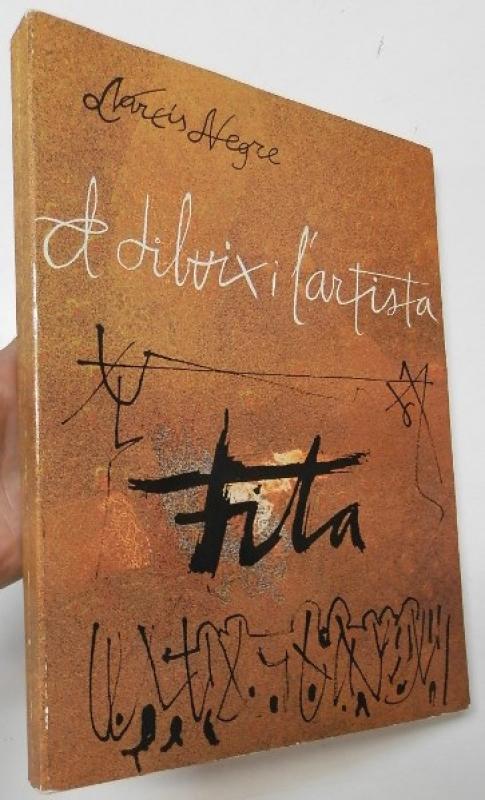 Narcís Negre
el dibuix i l'artista
Fita